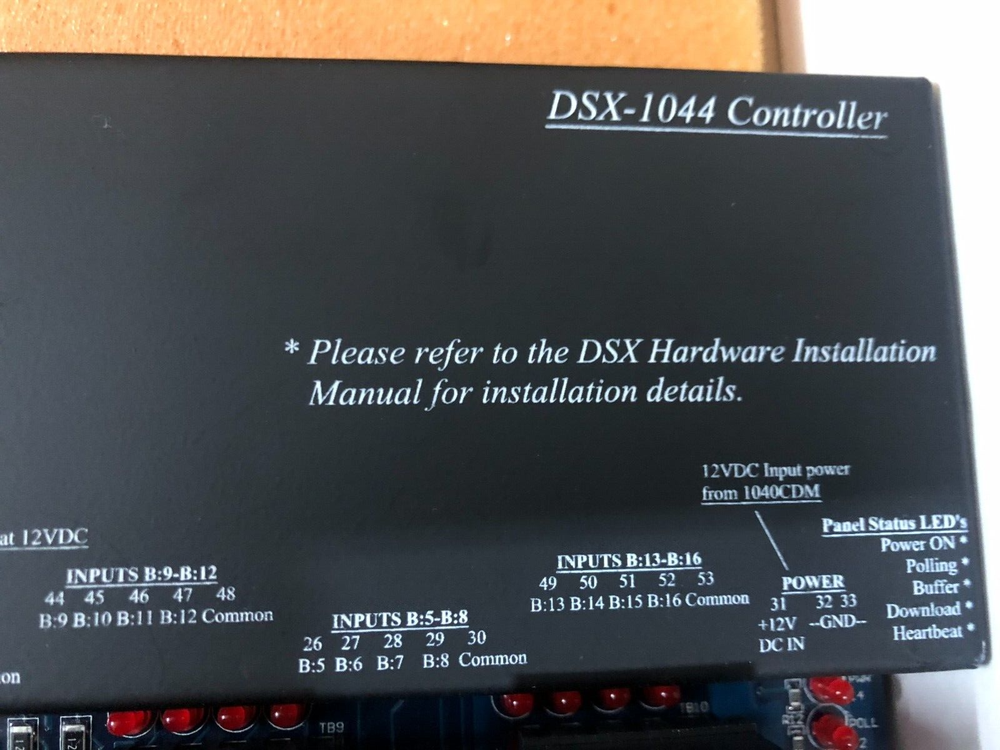 DSX-1044 Controller
* Please refer to the DSX Hardware Installation
Manual for installation details.
12VDC Input power
from 1040CDM
at 12VDC
Panel Status LED's
Power ON *
Polling *
Buffer *
Download *
Heartbeat *
INPUTS B:9-B:12
44 45 46 47 48
B:9 B:10 B:11 B:12 Common
INPUTS B:5-B:8
26 27 28 29 30
B:5 B:6 B:7 B:8 Common
INPUTS B:13-B:16
49 50 51 52 53
B:13 B:14 B:15 B:16 Common
POWER
31 32 33
+12V --GND--
DC IN
on
TB9
TB10
PWR
4
R12
POLL
2